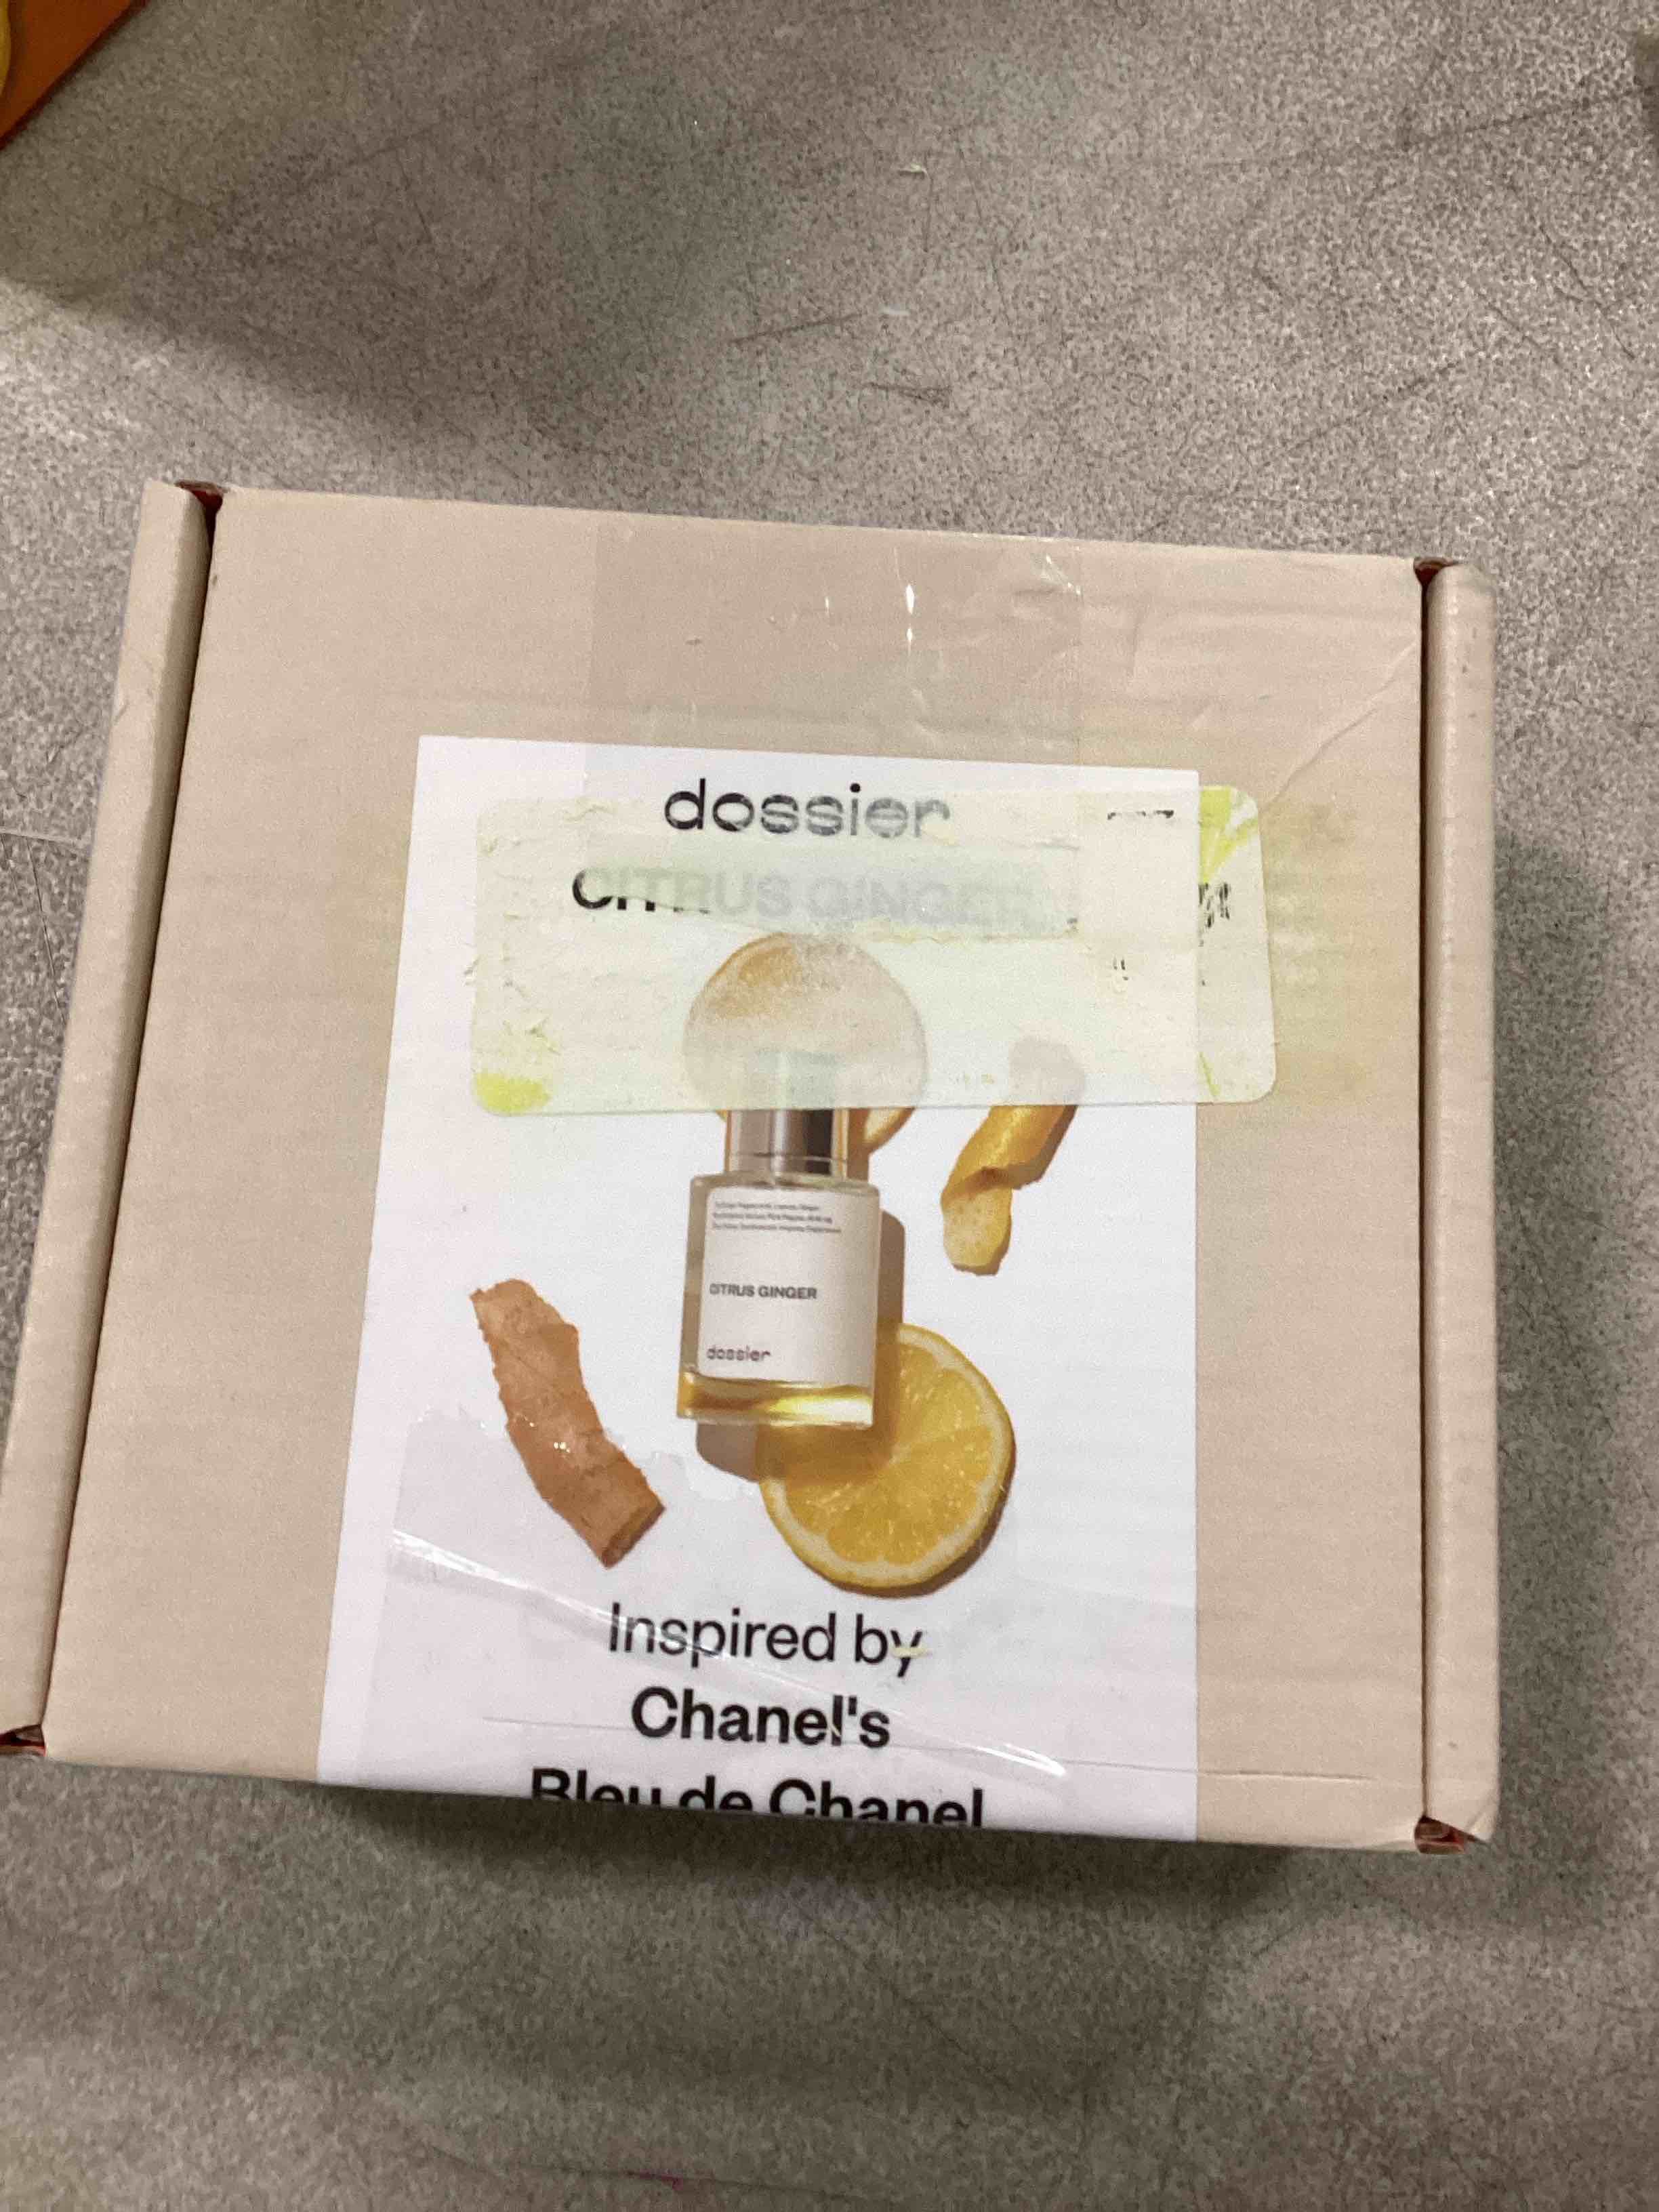 dossier
CITRUS GINGER
CITRUS GINGER
dossier
Inspired by
Chanel's
Bleu de Chanel